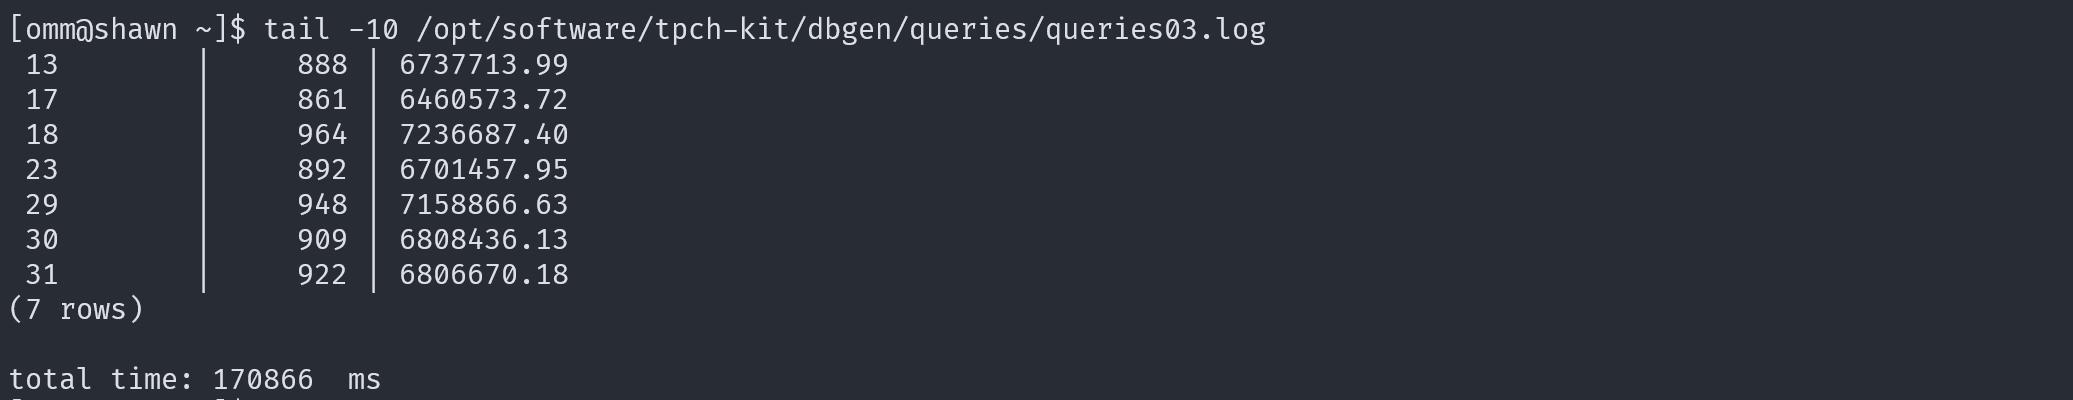 [omm@shawn ~]$ tail -10 /opt/software/tpch-kit/dbgen/queries/queries03.log
 13        |     888 | 6737713.99
 17        |     861 | 6460573.72
 18        |     964 | 7236687.40
 23        |     892 | 6701457.95
 29        |     948 | 7158866.63
 30        |     909 | 6808436.13
 31        |     922 | 6806670.18
(7 rows)

total time: 170866  ms